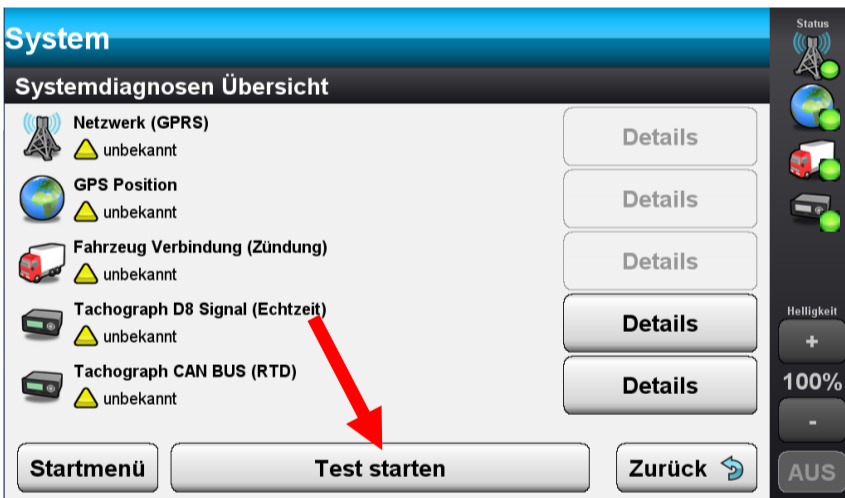 System
Systemdiagnosen Übersicht
Netzwerk (GPRS)
unbekannt
Details
GPS Position
unbekannt
Details
Fahrzeug Verbindung (Zündung)
unbekannt
Details
Tachograph D8 Signal (Echtzeit)
unbekannt
Details
Tachograph CAN BUS (RTD)
unbekannt
Details
Startmenü
Test starten
Zurück
Status
Helligkeit
+
100%
-
AUS